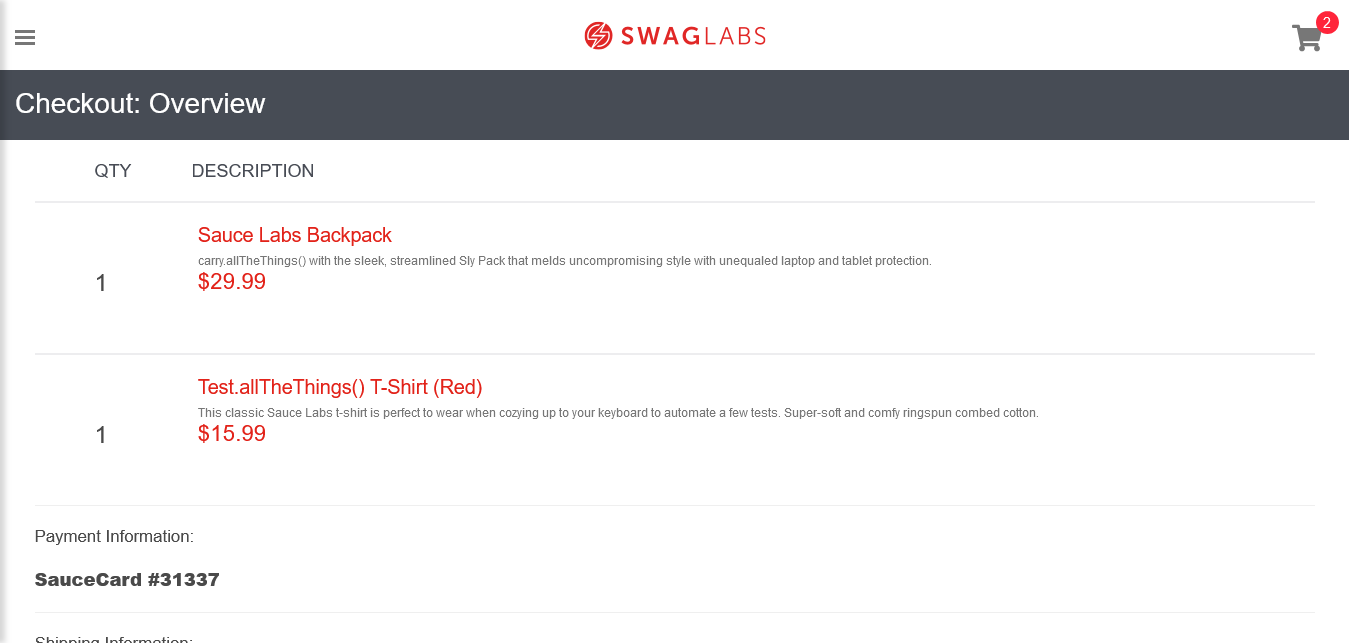 SWAGLABS
2
Checkout: Overview
QTY DESCRIPTION
Sauce Labs Backpack
carry.allTheThings() with the sleek, streamlined Sly Pack that melds uncompromising style with unequaled laptop and tablet protection.
1
$29.99
Test.allTheThings() T-Shirt (Red)
This classic Sauce Labs t-shirt is perfect to wear when cozying up to your keyboard to automate a few tests. Super-soft and comfy ringspun combed cotton.
1
$15.99
Payment Information:
SauceCard #31337
Shipping Information: